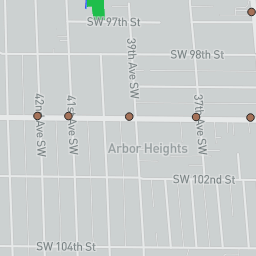 SW 97th St
39th Ave SW
SW 98th St
42nd Ave SW
41st Ave SW
37th Ave SW
Arbor Heights
SW 102nd St
SW 104th St